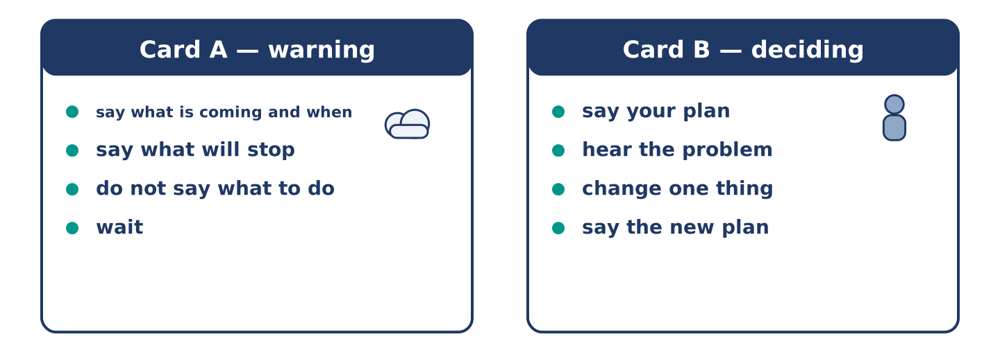 Card A — warning
say what is coming and when
say what will stop
do not say what to do
wait
Card B — deciding
say your plan
hear the problem
change one thing
say the new plan